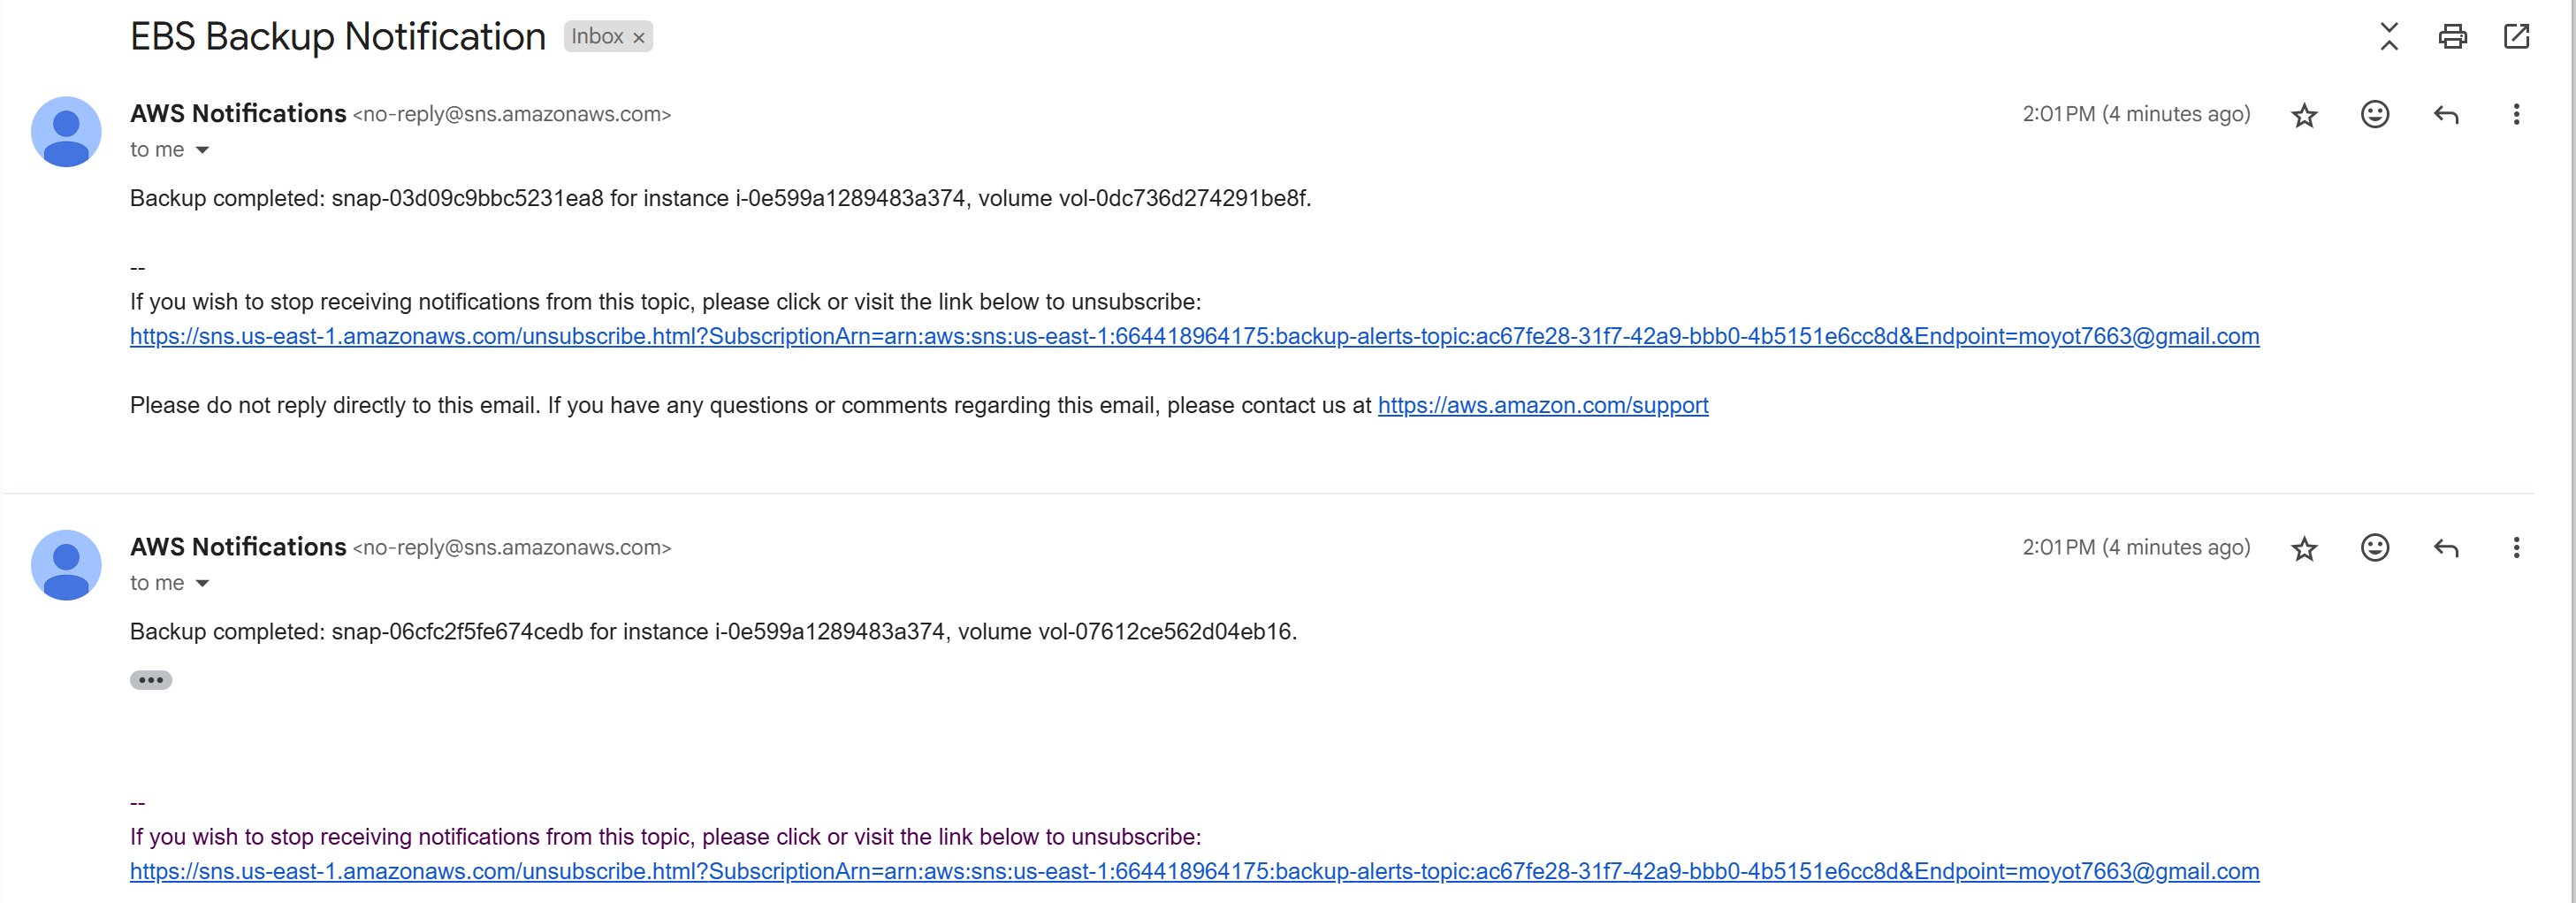 EBS Backup Notification Inbox ×
AWS Notifications <no-reply@sns.amazonaws.com> 2:01 PM (4 minutes ago)
to me
Backup completed: snap-03d09c9bbc5231ea8 for instance i-0e599a1289483a374, volume vol-0dc736d274291be8f.
--
If you wish to stop receiving notifications from this topic, please click or visit the link below to unsubscribe:
https://sns.us-east-1.amazonaws.com/unsubscribe.html?SubscriptionArn=arn:aws:sns:us-east-1:664418964175:backup-alerts-topic:ac67fe28-31f7-42a9-bbb0-4b5151e6cc8d&Endpoint=moyot7663@gmail.com
Please do not reply directly to this email. If you have any questions or comments regarding this email, please contact us at https://aws.amazon.com/support
AWS Notifications <no-reply@sns.amazonaws.com> 2:01 PM (4 minutes ago)
to me
Backup completed: snap-06cfc2f5fe674cedb for instance i-0e599a1289483a374, volume vol-07612ce562d04eb16.
--
If you wish to stop receiving notifications from this topic, please click or visit the link below to unsubscribe:
https://sns.us-east-1.amazonaws.com/unsubscribe.html?SubscriptionArn=arn:aws:sns:us-east-1:664418964175:backup-alerts-topic:ac67fe28-31f7-42a9-bbb0-4b5151e6cc8d&Endpoint=moyot7663@gmail.com